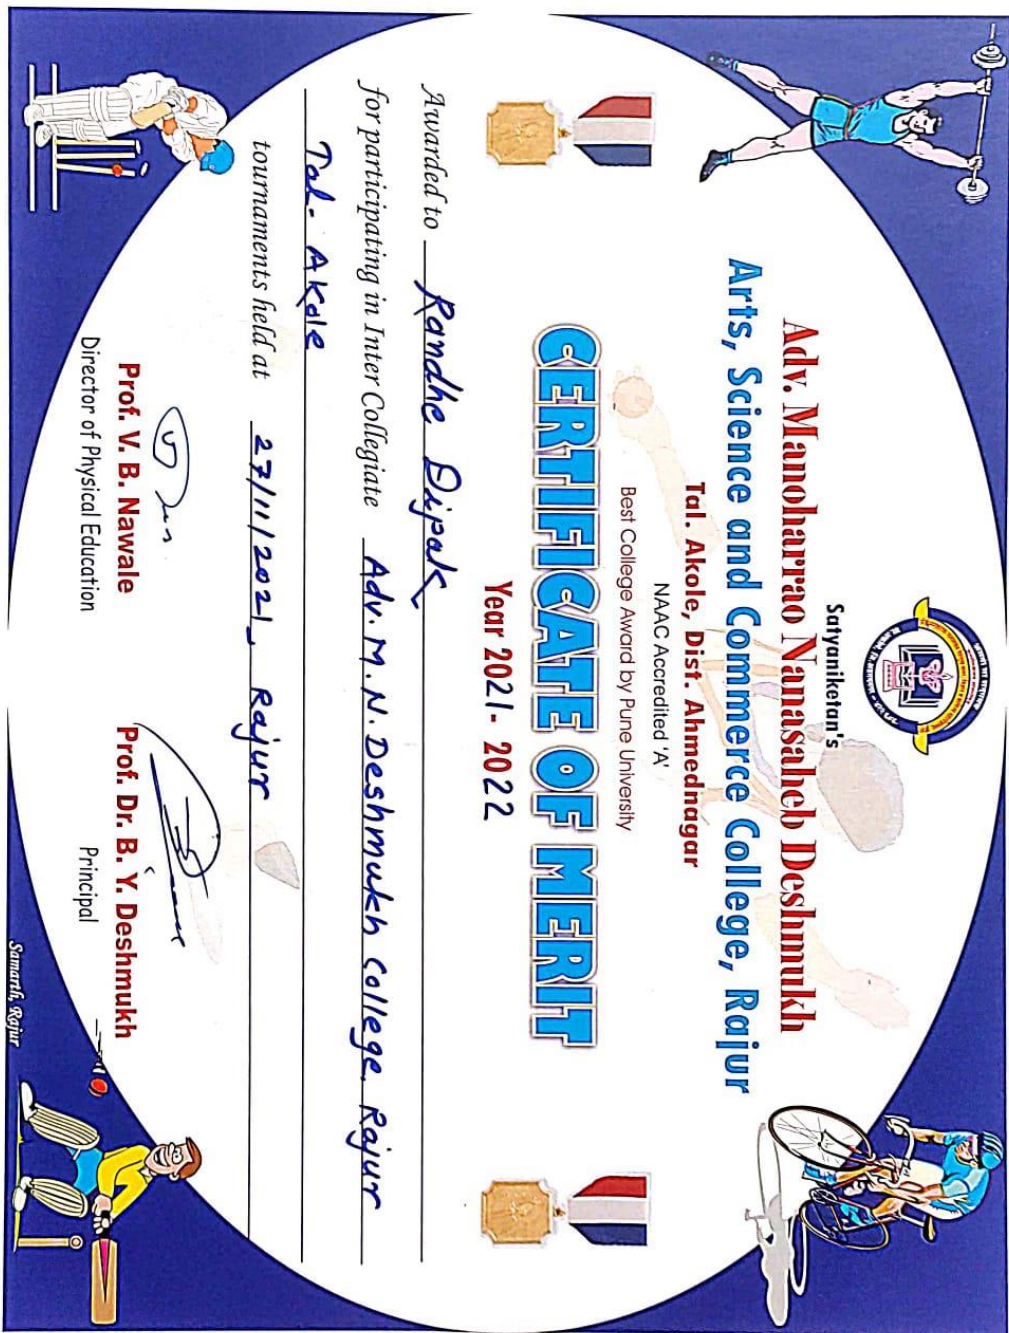 Satyaniketan's
Adv. Manoharrao Nanasaheb Deshmukh
Arts, Science and Commerce College, Rajur
Tal. Akole, Dist. Ahmednagar
NAAC Accredited 'A'
Best College Award by Pune University
CERTIFICATE OF MERIT
Year 2021- 2022
Awarded to Randhe Dipak
for participating in Inter Collegiate Adv. M. N. Deshmukh College. Rajur
Tal. Akole
tournaments held at 27/11/2021, Rajur
Prof. V. B. Nawale
Director of Physical Education
Prof. Dr. B. Y. Deshmukh
Principal
Samarth, Rajur